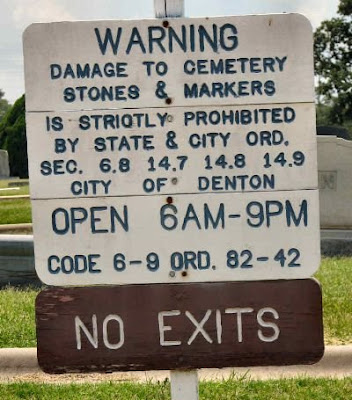 WARNING
DAMAGE TO CEMETERY
STONES & MARKERS
IS STRIOTLY PROHIBITED
BY STATE & CITY ORD.
SEC. 6.8 14.7 14.8 14.9
CITY OF DENTON
OPEN 6AM-9PM
CODE 6-9 ORD. 82-42
NO EXITS